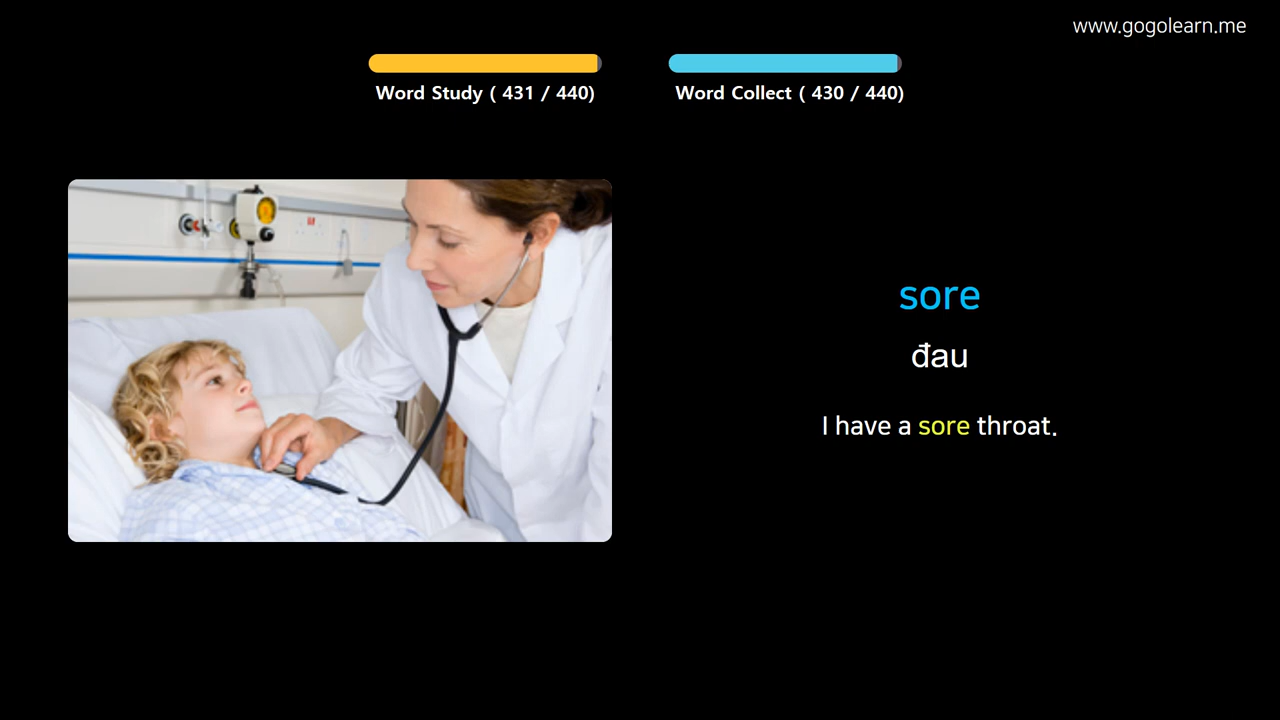 www.gogolearn.me
Word Study ( 431 / 440)
Word Collect ( 430 / 440)
sore
đau
I have a sore throat.